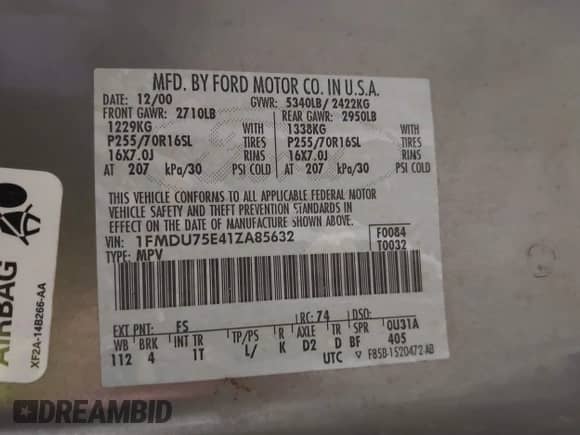 MFD. BY FORD MOTOR CO. IN U.S.A.
DATE: 12/00 GVWR: 5340LB/ 2422KG
FRONT GAWR: 2710LB REAR GAWR: 2950LB
1229KG WITH 1338KG WITH
P255/70R16SL TIRES P255/70R16SL TIRES
16X7.0J RIMS 16X7.0J RIMS
AT 207 kPa/30 PSI COLD AT 207 kPa/30 PSI COLD
THIS VEHICLE CONFORMS TO ALL APPLICABLE FEDERAL MOTOR
VEHICLE SAFETY AND THEFT PREVENTION STANDARDS IN
EFFECT ON THE DATE OF MANUFACTURE SHOWN ABOVE.
VIN: 1FMDU75E41ZA85632 F0084
TYPE: MPV T0032
EXT PNT: FS RC: 74 DSO:
WB BRK INT TR TP/PS R AXLE TR SPR 0U31A
112 4 1T L/ K D2 D BF 405
UTC F85B-1520472-AB
AIRBAG
XF2A-14B266-AA
DREAMBID